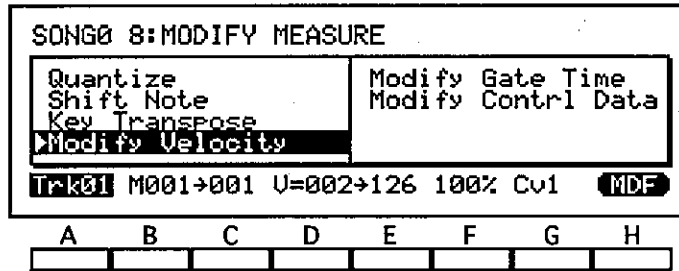 SONG0 8:MODIFY MEASURE
Quantize
Shift Note
Key Transpose
▶Modify Velocity
Modify Gate Time
Modify Contrl Data
Trk01 M001→001 V=002→126 100% Cv1 MDF
A B C D E F G H